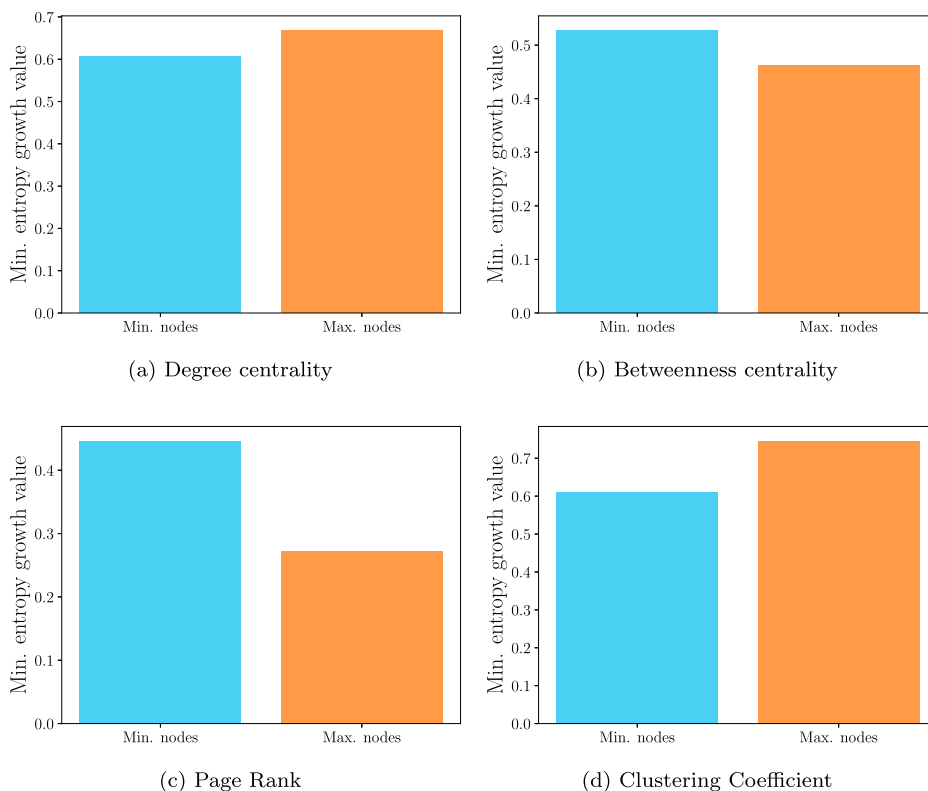 Min. entropy growth value
0.7
0.6
0.5
0.4
0.3
0.2
0.1
0.0
Min. nodes Max. nodes
(a) Degree centrality
Min. entropy growth value
0.5
0.4
0.3
0.2
0.1
0.0
Min. nodes Max. nodes
(b) Betweenness centrality
Min. entropy growth value
0.4
0.3
0.2
0.1
0.0
Min. nodes Max. nodes
(c) Page Rank
Min. entropy growth value
0.7
0.6
0.5
0.4
0.3
0.2
0.1
0.0
Min. nodes Max. nodes
(d) Clustering Coefficient